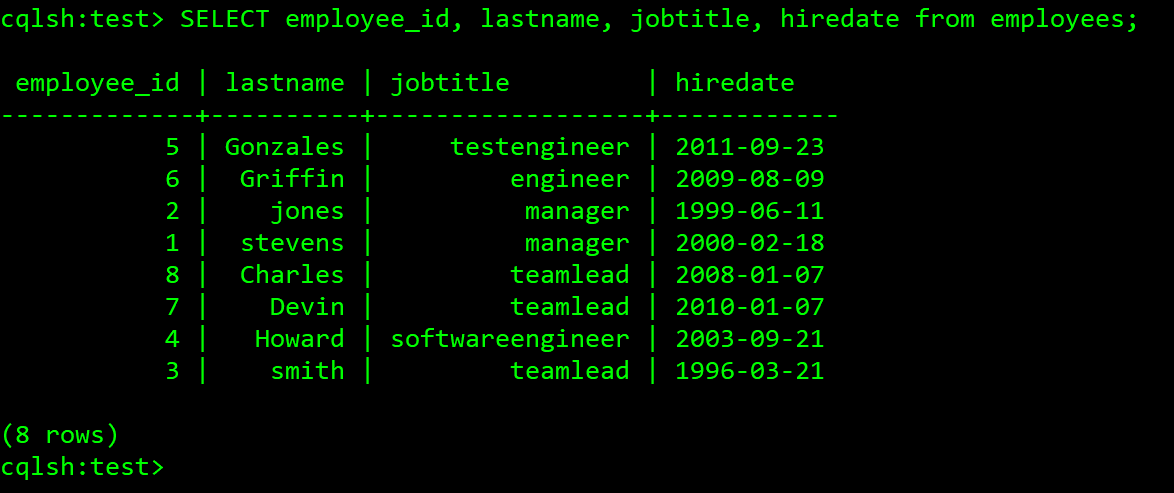 cqlsh:test> SELECT employee_id, lastname, jobtitle, hiredate from employees;
 employee_id | lastname | jobtitle         | hiredate
-------------+----------+------------------+------------
           5 | Gonzales |     testengineer | 2011-09-23
           6 |  Griffin |         engineer | 2009-08-09
           2 |    jones |          manager | 1999-06-11
           1 |  stevens |          manager | 2000-02-18
           8 |  Charles |         teamlead | 2008-01-07
           7 |    Devin |         teamlead | 2010-01-07
           4 |   Howard | softwareengineer | 2003-09-21
           3 |    smith |         teamlead | 1996-03-21
(8 rows)
cqlsh:test>